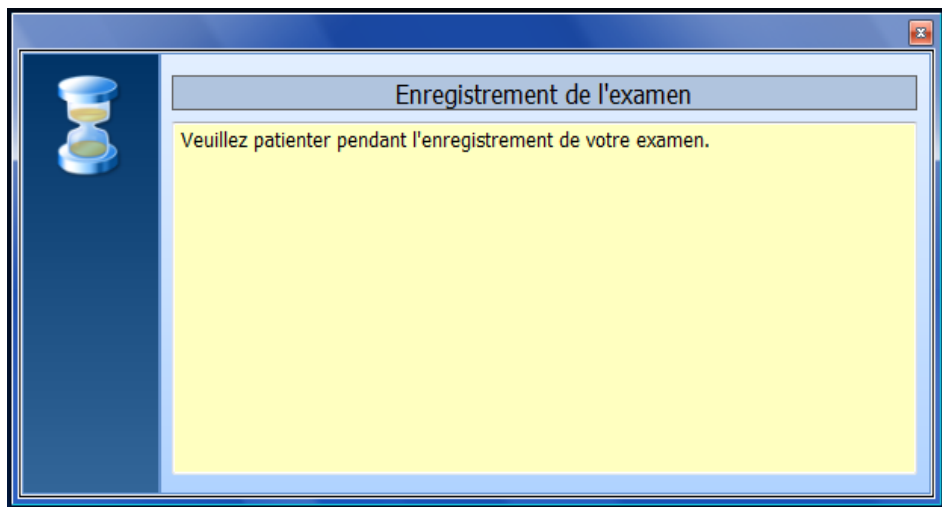 Enregistrement de l'examen
Veuillez patienter pendant l'enregistrement de votre examen.